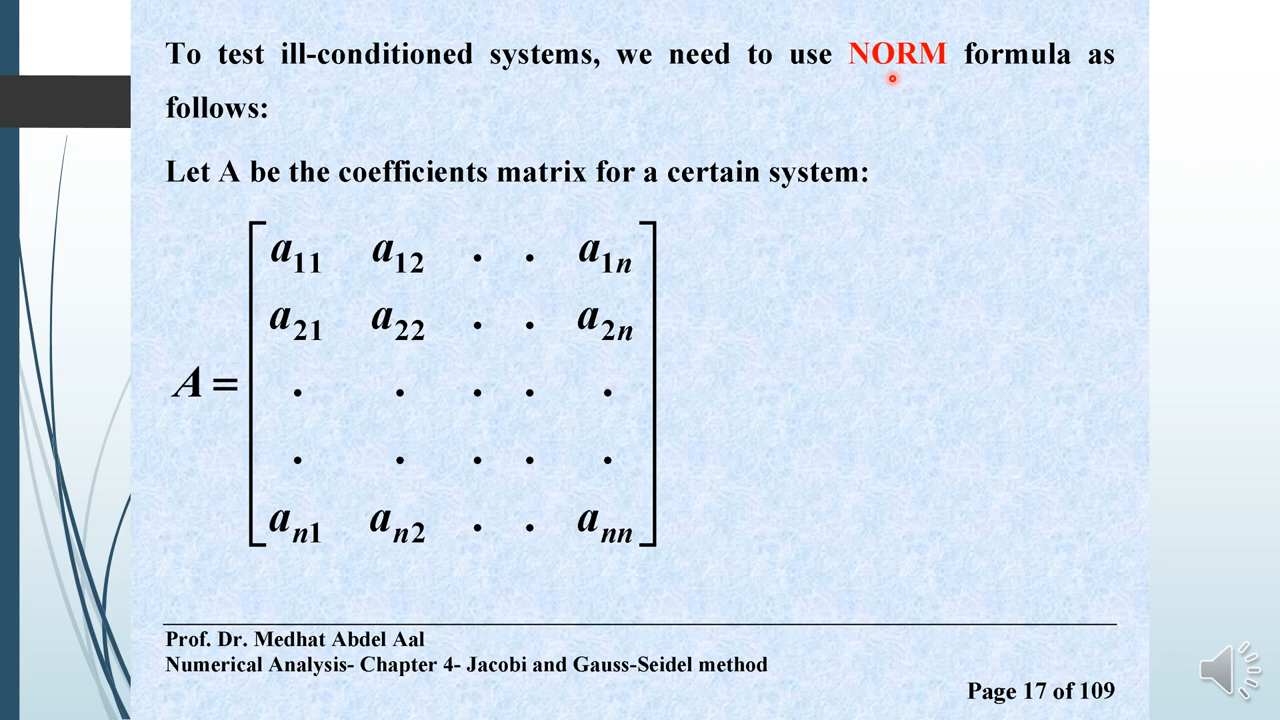 To test ill-conditioned systems, we need to use NORM formula as
follows:
Let A be the coefficients matrix for a certain system:
a11 a12 . . a1n
a21 a22 . . a2n
A = . . . . .
. . . . .
an1 an2 . . ann
Prof. Dr. Medhat Abdel Aal
Numerical Analysis- Chapter 4- Jacobi and Gauss-Seidel method
Page 17 of 109